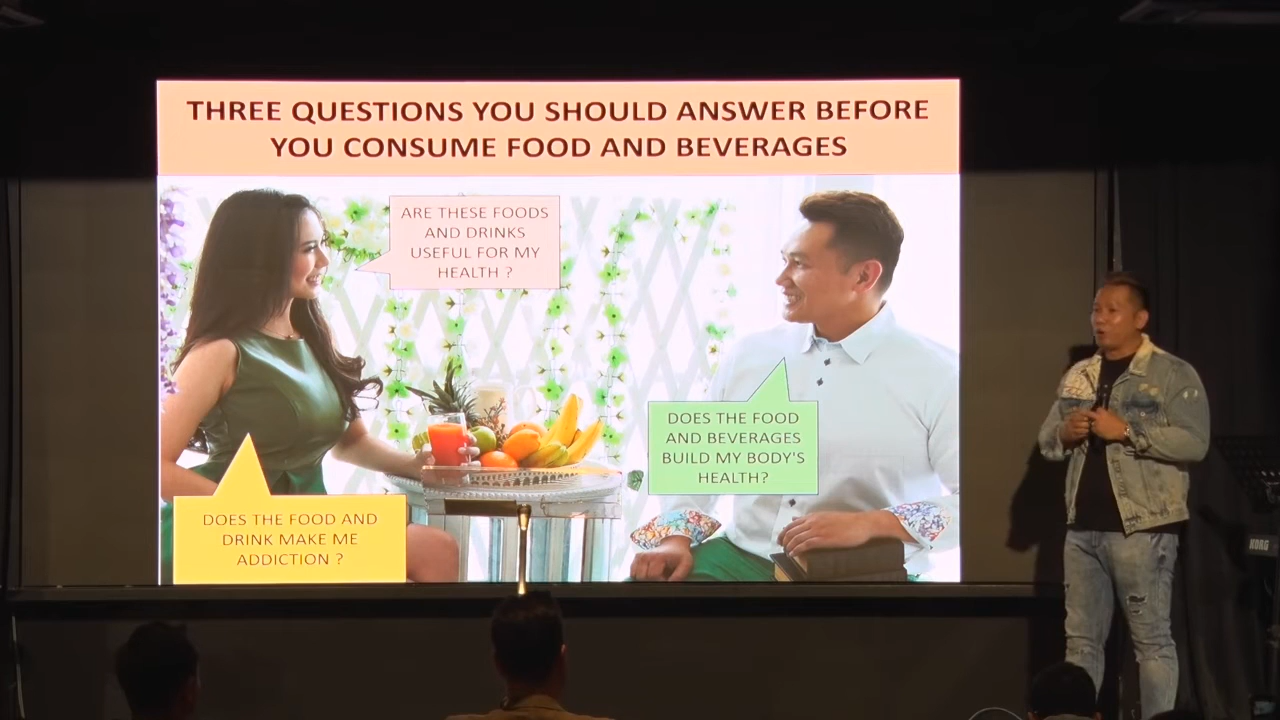 THREE QUESTIONS YOU SHOULD ANSWER BEFORE
YOU CONSUME FOOD AND BEVERAGES
ARE THESE FOODS
AND DRINKS
USEFUL FOR MY
HEALTH ?
DOES THE FOOD
AND BEVERAGES
BUILD MY BODY'S
HEALTH?
DOES THE FOOD AND
DRINK MAKE ME
ADDICTION ?
KORG